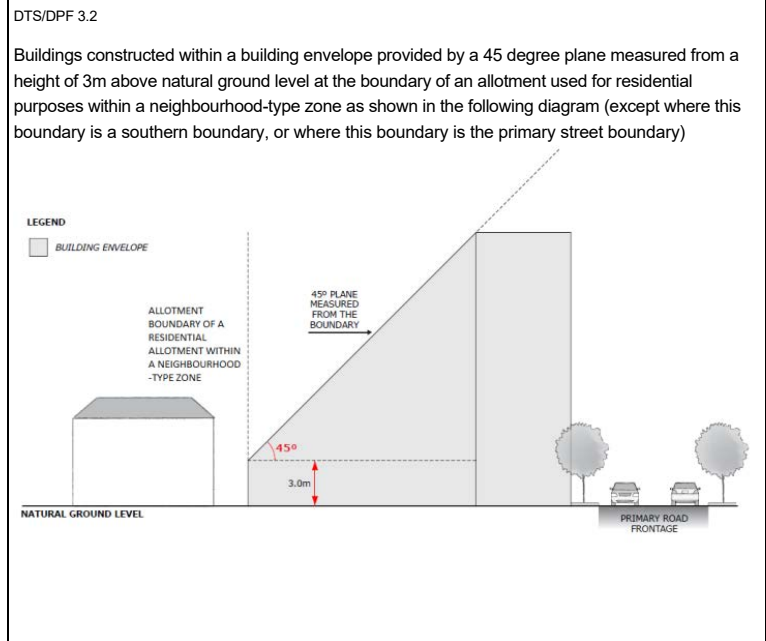 DTS/DPF 3.2
Buildings constructed within a building envelope provided by a 45 degree plane measured from a
height of 3m above natural ground level at the boundary of an allotment used for residential
purposes within a neighbourhood-type zone as shown in the following diagram (except where this
boundary is a southern boundary, or where this boundary is the primary street boundary)
LEGEND
BUILDING ENVELOPE
ALLOTMENT
BOUNDARY OF A
RESIDENTIAL
ALLOTMENT WITHIN
A NEIGHBOURHOOD
-TYPE ZONE
45º PLANE
MEASURED
FROM THE
BOUNDARY
45º
3.0m
NATURAL GROUND LEVEL
PRIMARY ROAD
FRONTAGE